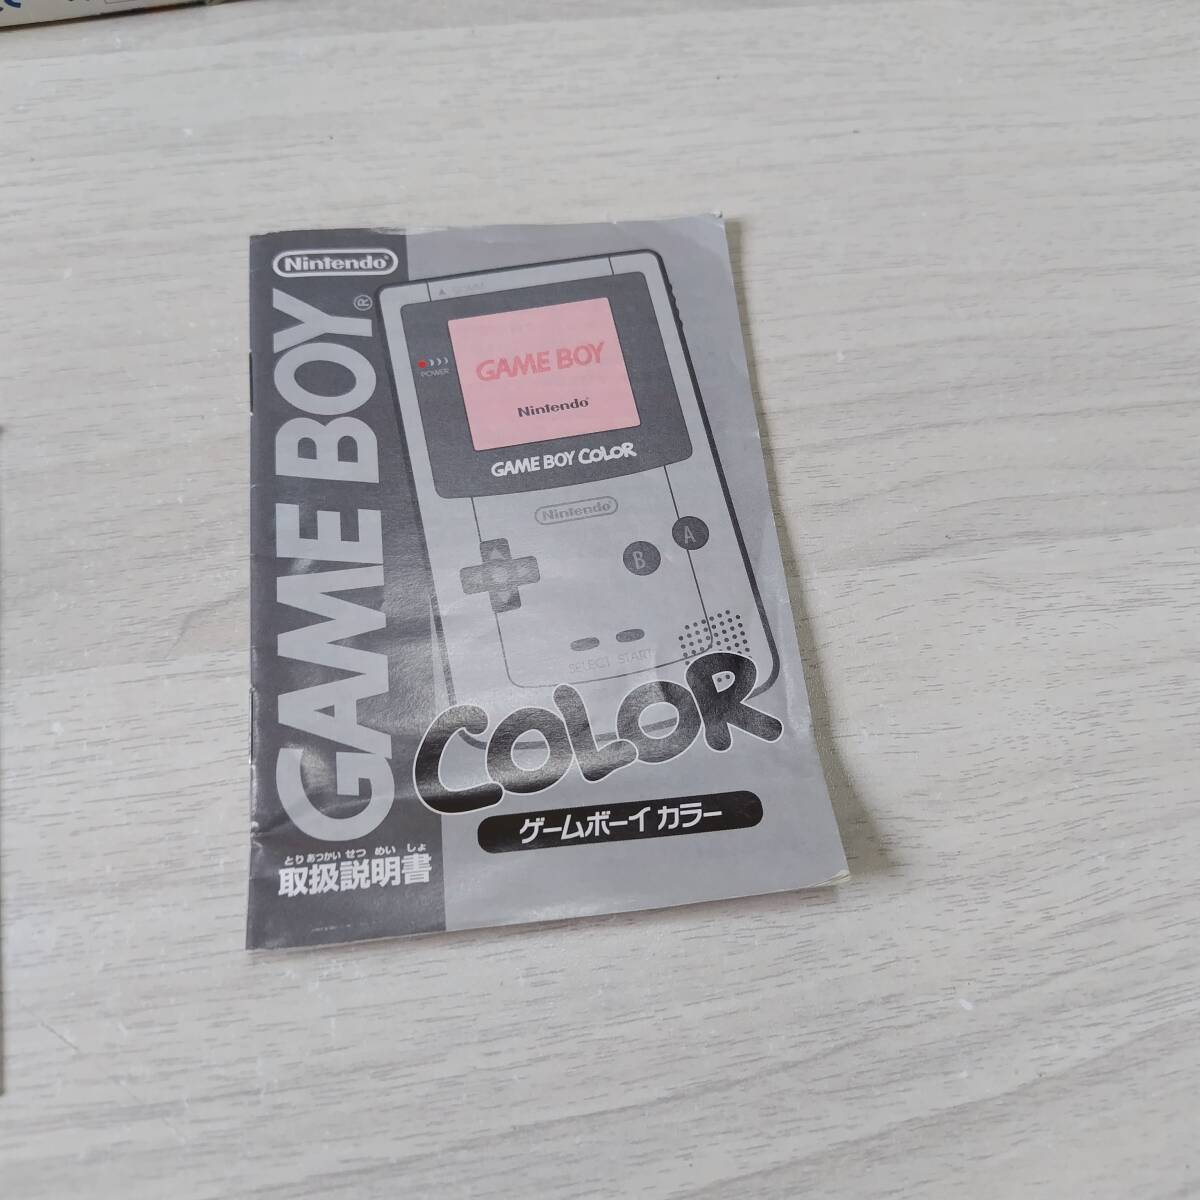 Nintendo®
GAME BOY®
POWER
GAME BOY
Nintendo®
GAME BOY COLOR
Nintendo®
B
A
SELECT START
COLOR
ゲームボーイ カラー
とり あつかい せつ めい しょ
取扱説明書